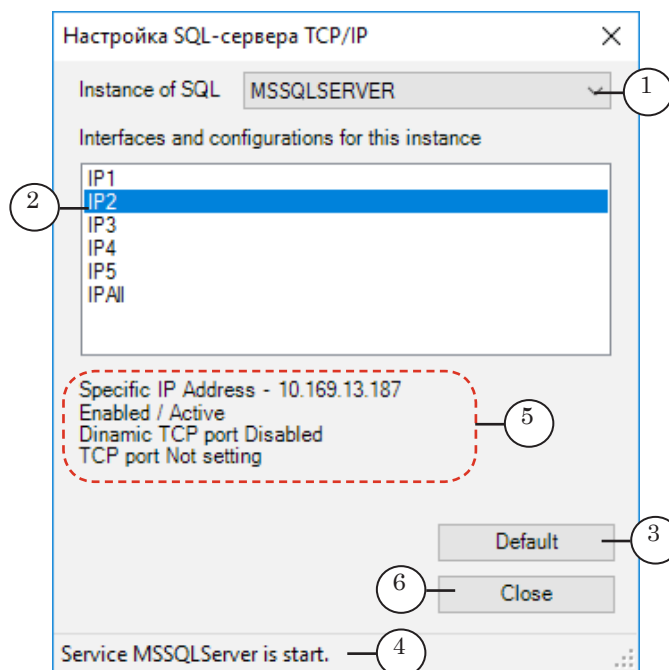 Настройка SQL-сервера TCP/IP
Instance of SQL MSSQLSERVER 1
Interfaces and configurations for this instance
IP1
2 IP2
IP3
IP4
IP5
IPAll
Specific IP Address - 10.169.13.187
Enabled / Active
Dinamic TCP port Disabled
TCP port Not setting
5
Default 3
6 Close
Service MSSQLServer is start. 4